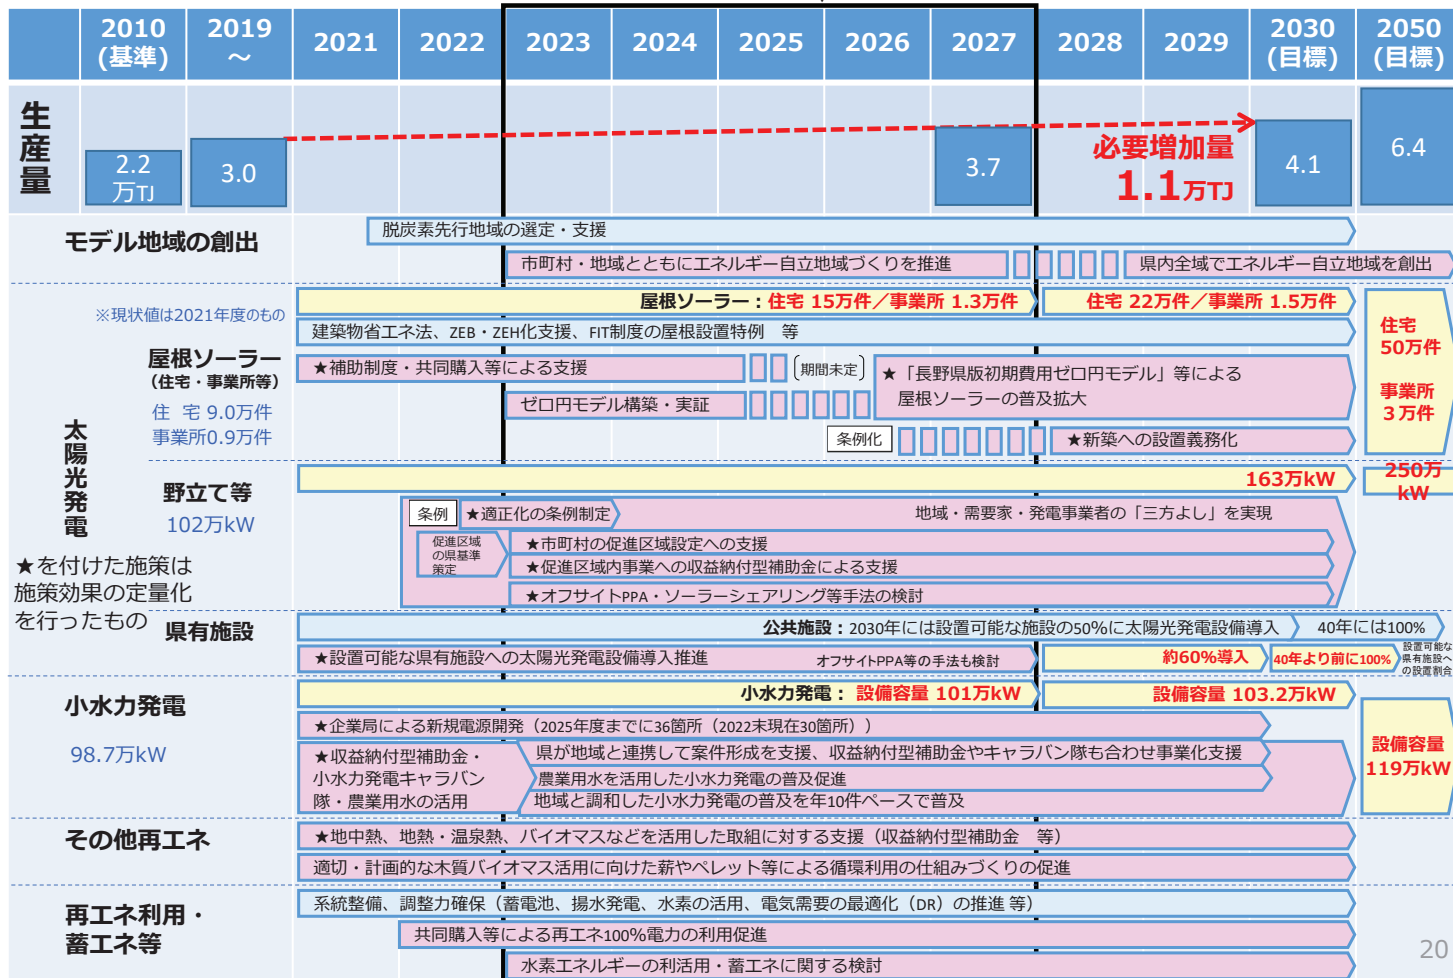 2010
(基準)
2019
～
2021
2022
2023
2024
2025
2026
2027
2028
2029
2030
(目標)
2050
(目標)
生産量
2.2
万TJ
3.0
3.7
必要増加量
1.1万TJ
4.1
6.4
モデル地域の創出
脱炭素先行地域の選定・支援
市町村・地域とともにエネルギー自立地域づくりを推進
県内全域でエネルギー自立地域を創出
太陽光発電
※現状値は2021年度のもの
屋根ソーラー
（住宅・事業所等）
住　宅 9.0万件
事業所0.9万件
屋根ソーラー：住宅 15万件／事業所 1.3万件
住宅 22万件／事業所 1.5万件
住宅
50万件
事業所
３万件
建築物省エネ法、ZEB・ZEH化支援、FIT制度の屋根設置特例　等
★補助制度・共同購入等による支援
（期間未定）
★「長野県版初期費用ゼロ円モデル」等による
屋根ソーラーの普及拡大
ゼロ円モデル構築・実証
条例化
★新築への設置義務化
野立て等
102万kW
163万kW
250万
kW
条例
★適正化の条例制定
地域・需要家・発電事業者の「三方よし」を実現
促進区域
の県基準
策定
★市町村の促進区域設定への支援
★促進区域内事業への収益納付型補助金による支援
★オフサイトPPA・ソーラーシェアリング等手法の検討
★を付けた施策は
施策効果の定量化
を行ったもの
県有施設
公共施設：2030年には設置可能な施設の50%に太陽光発電設備導入
40年には100%
★設置可能な県有施設への太陽光発電設備導入推進
オフサイトPPA等の手法も検討
約60%導入
40年より前に100%
設置可能な
県有施設へ
の設置割合
小水力発電
98.7万kW
小水力発電： 設備容量 101万kW
設備容量 103.2万kW
設備容量
119万kW
★企業局による新規電源開発（2025年度までに36箇所（2022末現在30箇所））
★収益納付型補助金・
小水力発電キャラバン
隊・農業用水の活用
県が地域と連携して案件形成を支援、収益納付型補助金やキャラバン隊も合わせ事業化支援
農業用水を活用した小水力発電の普及促進
地域と調和した小水力発電の普及を年10件ペースで普及
その他再エネ
★地中熱、地熱・温泉熱、バイオマスなどを活用した取組に対する支援（収益納付型補助金　等）
適切・計画的な木質バイオマス活用に向けた薪やペレット等による循環利用の仕組みづくりの促進
再エネ利用・
蓄エネ等
系統整備、調整力確保（蓄電池、揚水発電、水素の活用、電気需要の最適化（DR）の推進 等）
共同購入等による再エネ100%電力の利用促進
水素エネルギーの利活用・蓄エネに関する検討
20